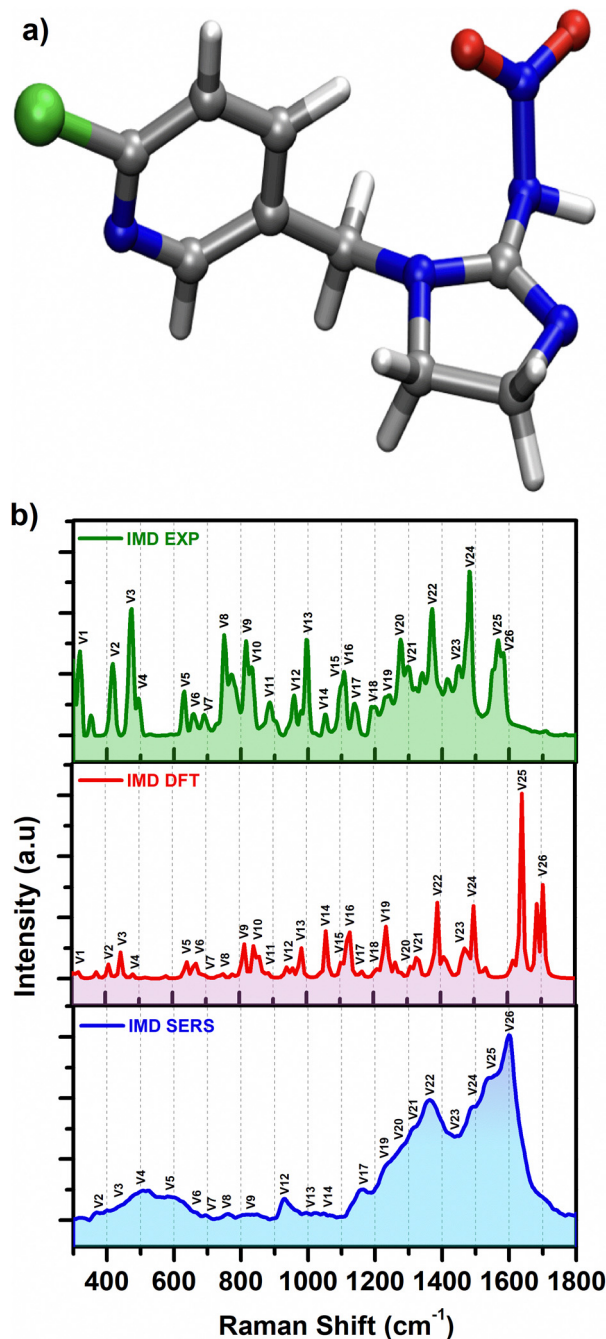 a)
b)
IMD EXP
V1
V2
V3
V4
V5
V6
V7
V8
V9
V10
V11
V12
V13
V14
V15
V16
V17
V18
V19
V20
V21
V22
V23
V24
V25
V26
IMD DFT
V1
V2
V3
V4
V5
V6
V7
V8
V9
V10
V11
V12
V13
V14
V15
V16
V17
V18
V19
V20
V21
V22
V23
V24
V25
V26
IMD SERS
V2
V3
V4
V5
V6
V7
V8
V9
V12
V13
V14
V17
V19
V20
V21
V22
V23
V24
V25
V26
Intensity (a.u)
400 600 800 1000 1200 1400 1600 1800
Raman Shift (cm⁻¹)